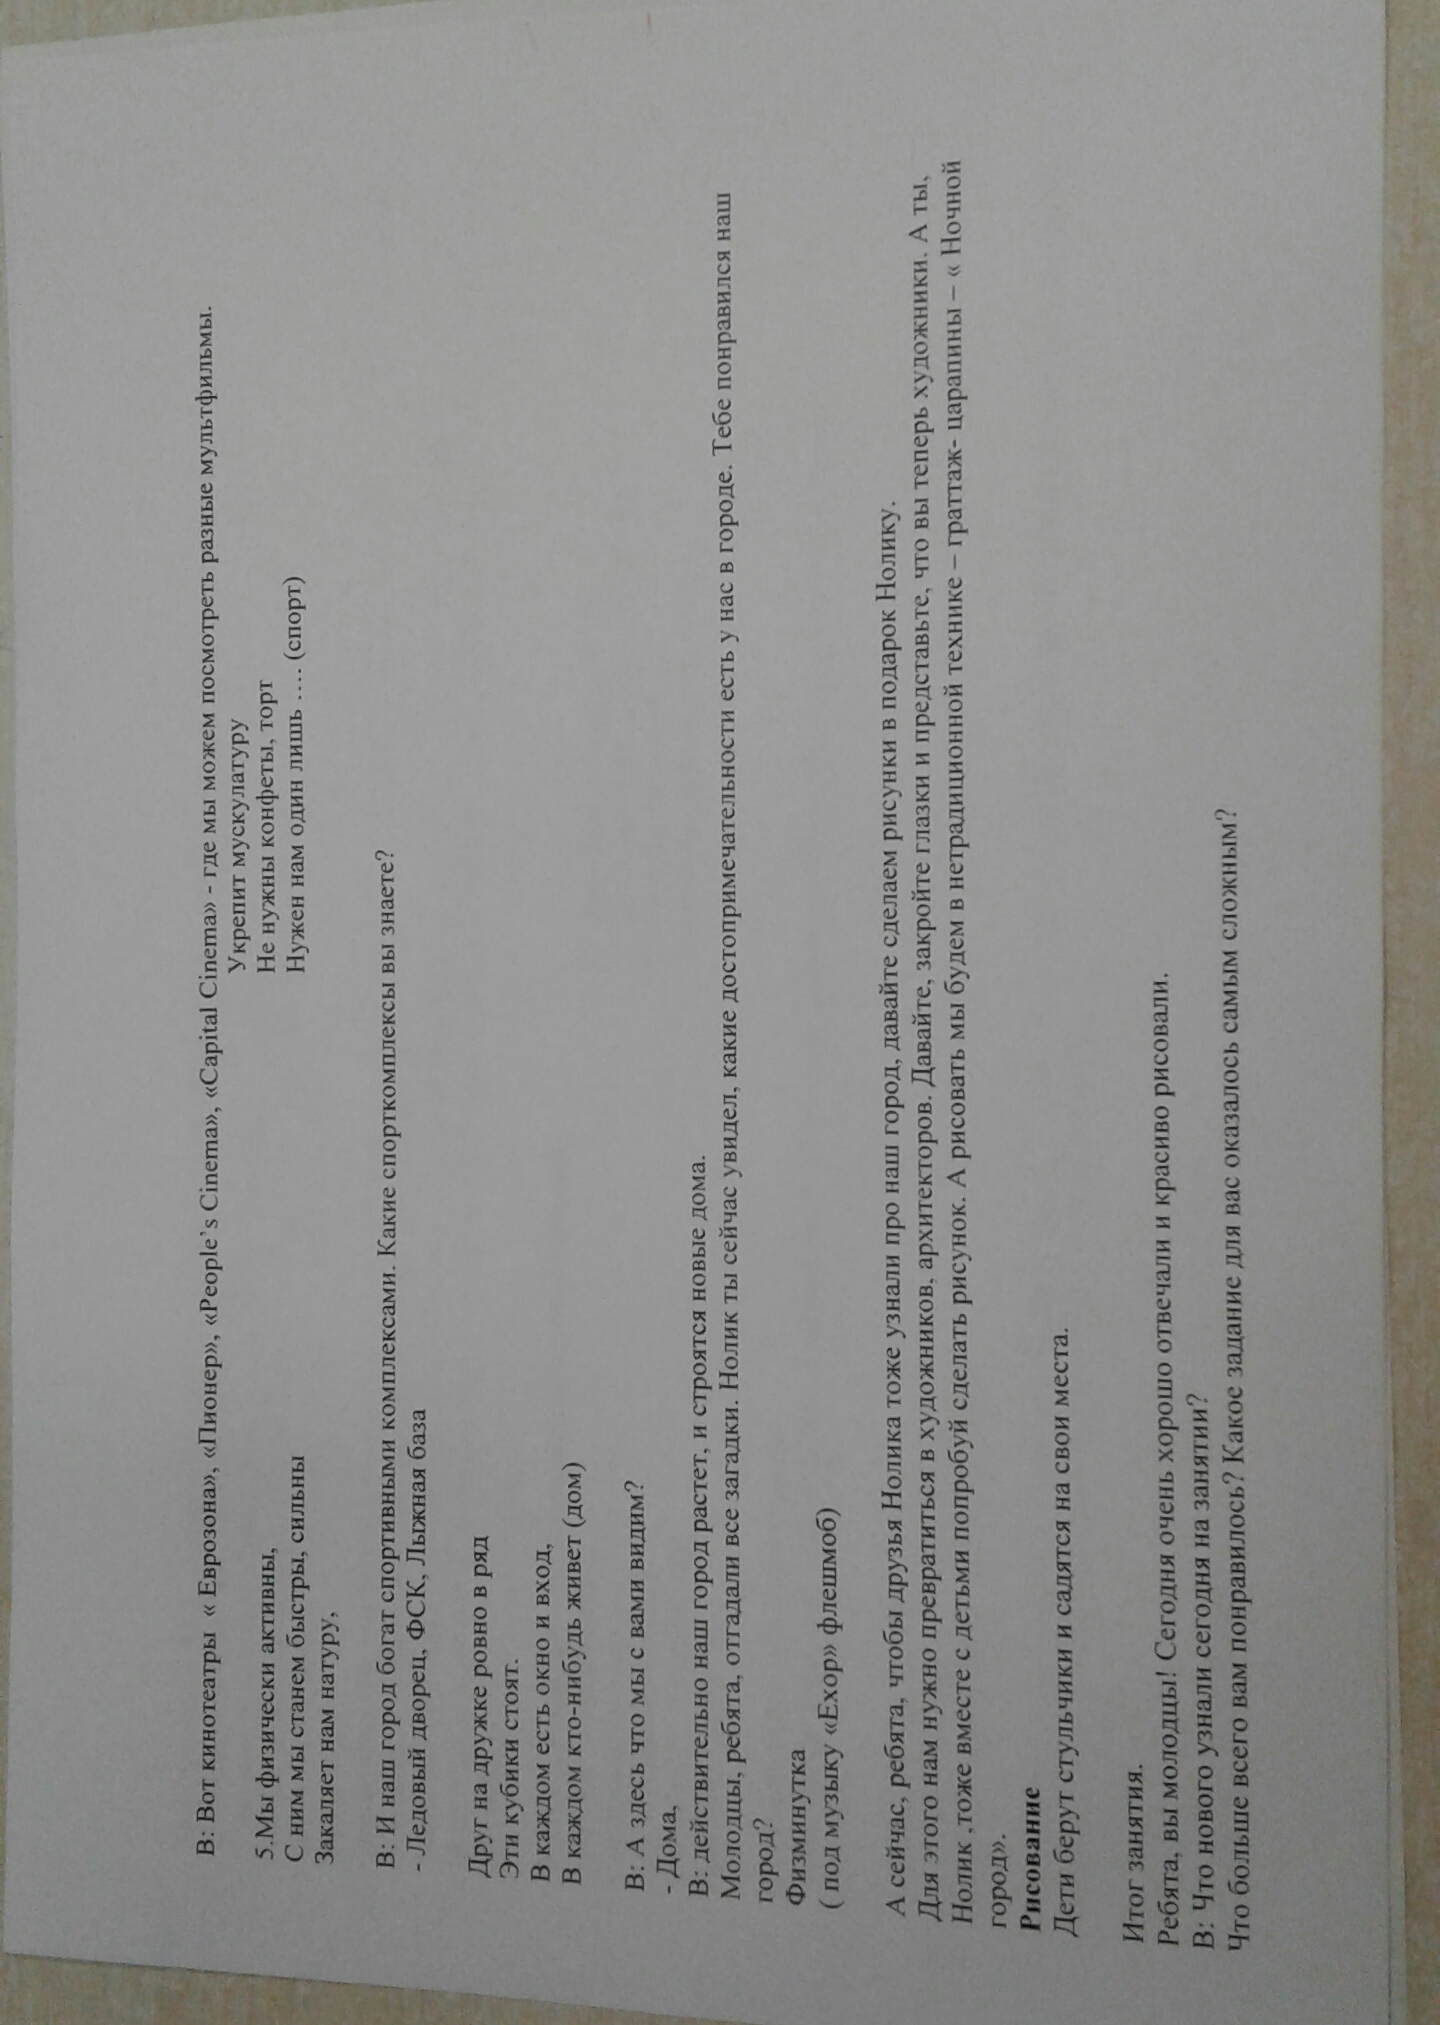 В: Вот кинотеатры « Еврозона», «Пионер», «People's Cinema», «Capital Cinema» - где мы можем посмотреть разные мультфильмы.
5.Мы физически активны,
С ним мы станем быстры, сильны
Закаляет нам натуру,
Укрепит мускулатуру
Не нужны конфеты, торт
Нужен нам один лишь …. (спорт)
В: И наш город богат спортивными комплексами. Какие спорткомплексы вы знаете?
- Ледовый дворец, ФСК, Лыжная база
Друг на дружке ровно в ряд
Эти кубики стоят.
В каждом есть окно и вход,
В каждом кто-нибудь живет (дом)
В: А здесь что мы с вами видим?
- Дома,
В: действительно наш город растет, и строятся новые дома.
Молодцы, ребята, отгадали все загадки. Нолик ты сейчас увидел, какие достопримечательности есть у нас в городе. Тебе понравился наш
город?
Физминутка
( под музыку «Ехор» флешмоб)
А сейчас, ребята, чтобы друзья Нолика тоже узнали про наш город, давайте сделаем рисунки в подарок Нолику.
Для этого нам нужно превратиться в художников, архитекторов. Давайте, закройте глазки и представьте, что вы теперь художники. А ты,
Нолик ,тоже вместе с детьми попробуй сделать рисунок. А рисовать мы будем в нетрадиционной технике – граттаж- царапины – « Ночной
город».
Рисование
Дети берут стульчики и садятся на свои места.
Итог занятия.
Ребята, вы молодцы! Сегодня очень хорошо отвечали и красиво рисовали.
В: Что нового узнали сегодня на занятии?
Что больше всего вам понравилось? Какое задание для вас оказалось самым сложным?